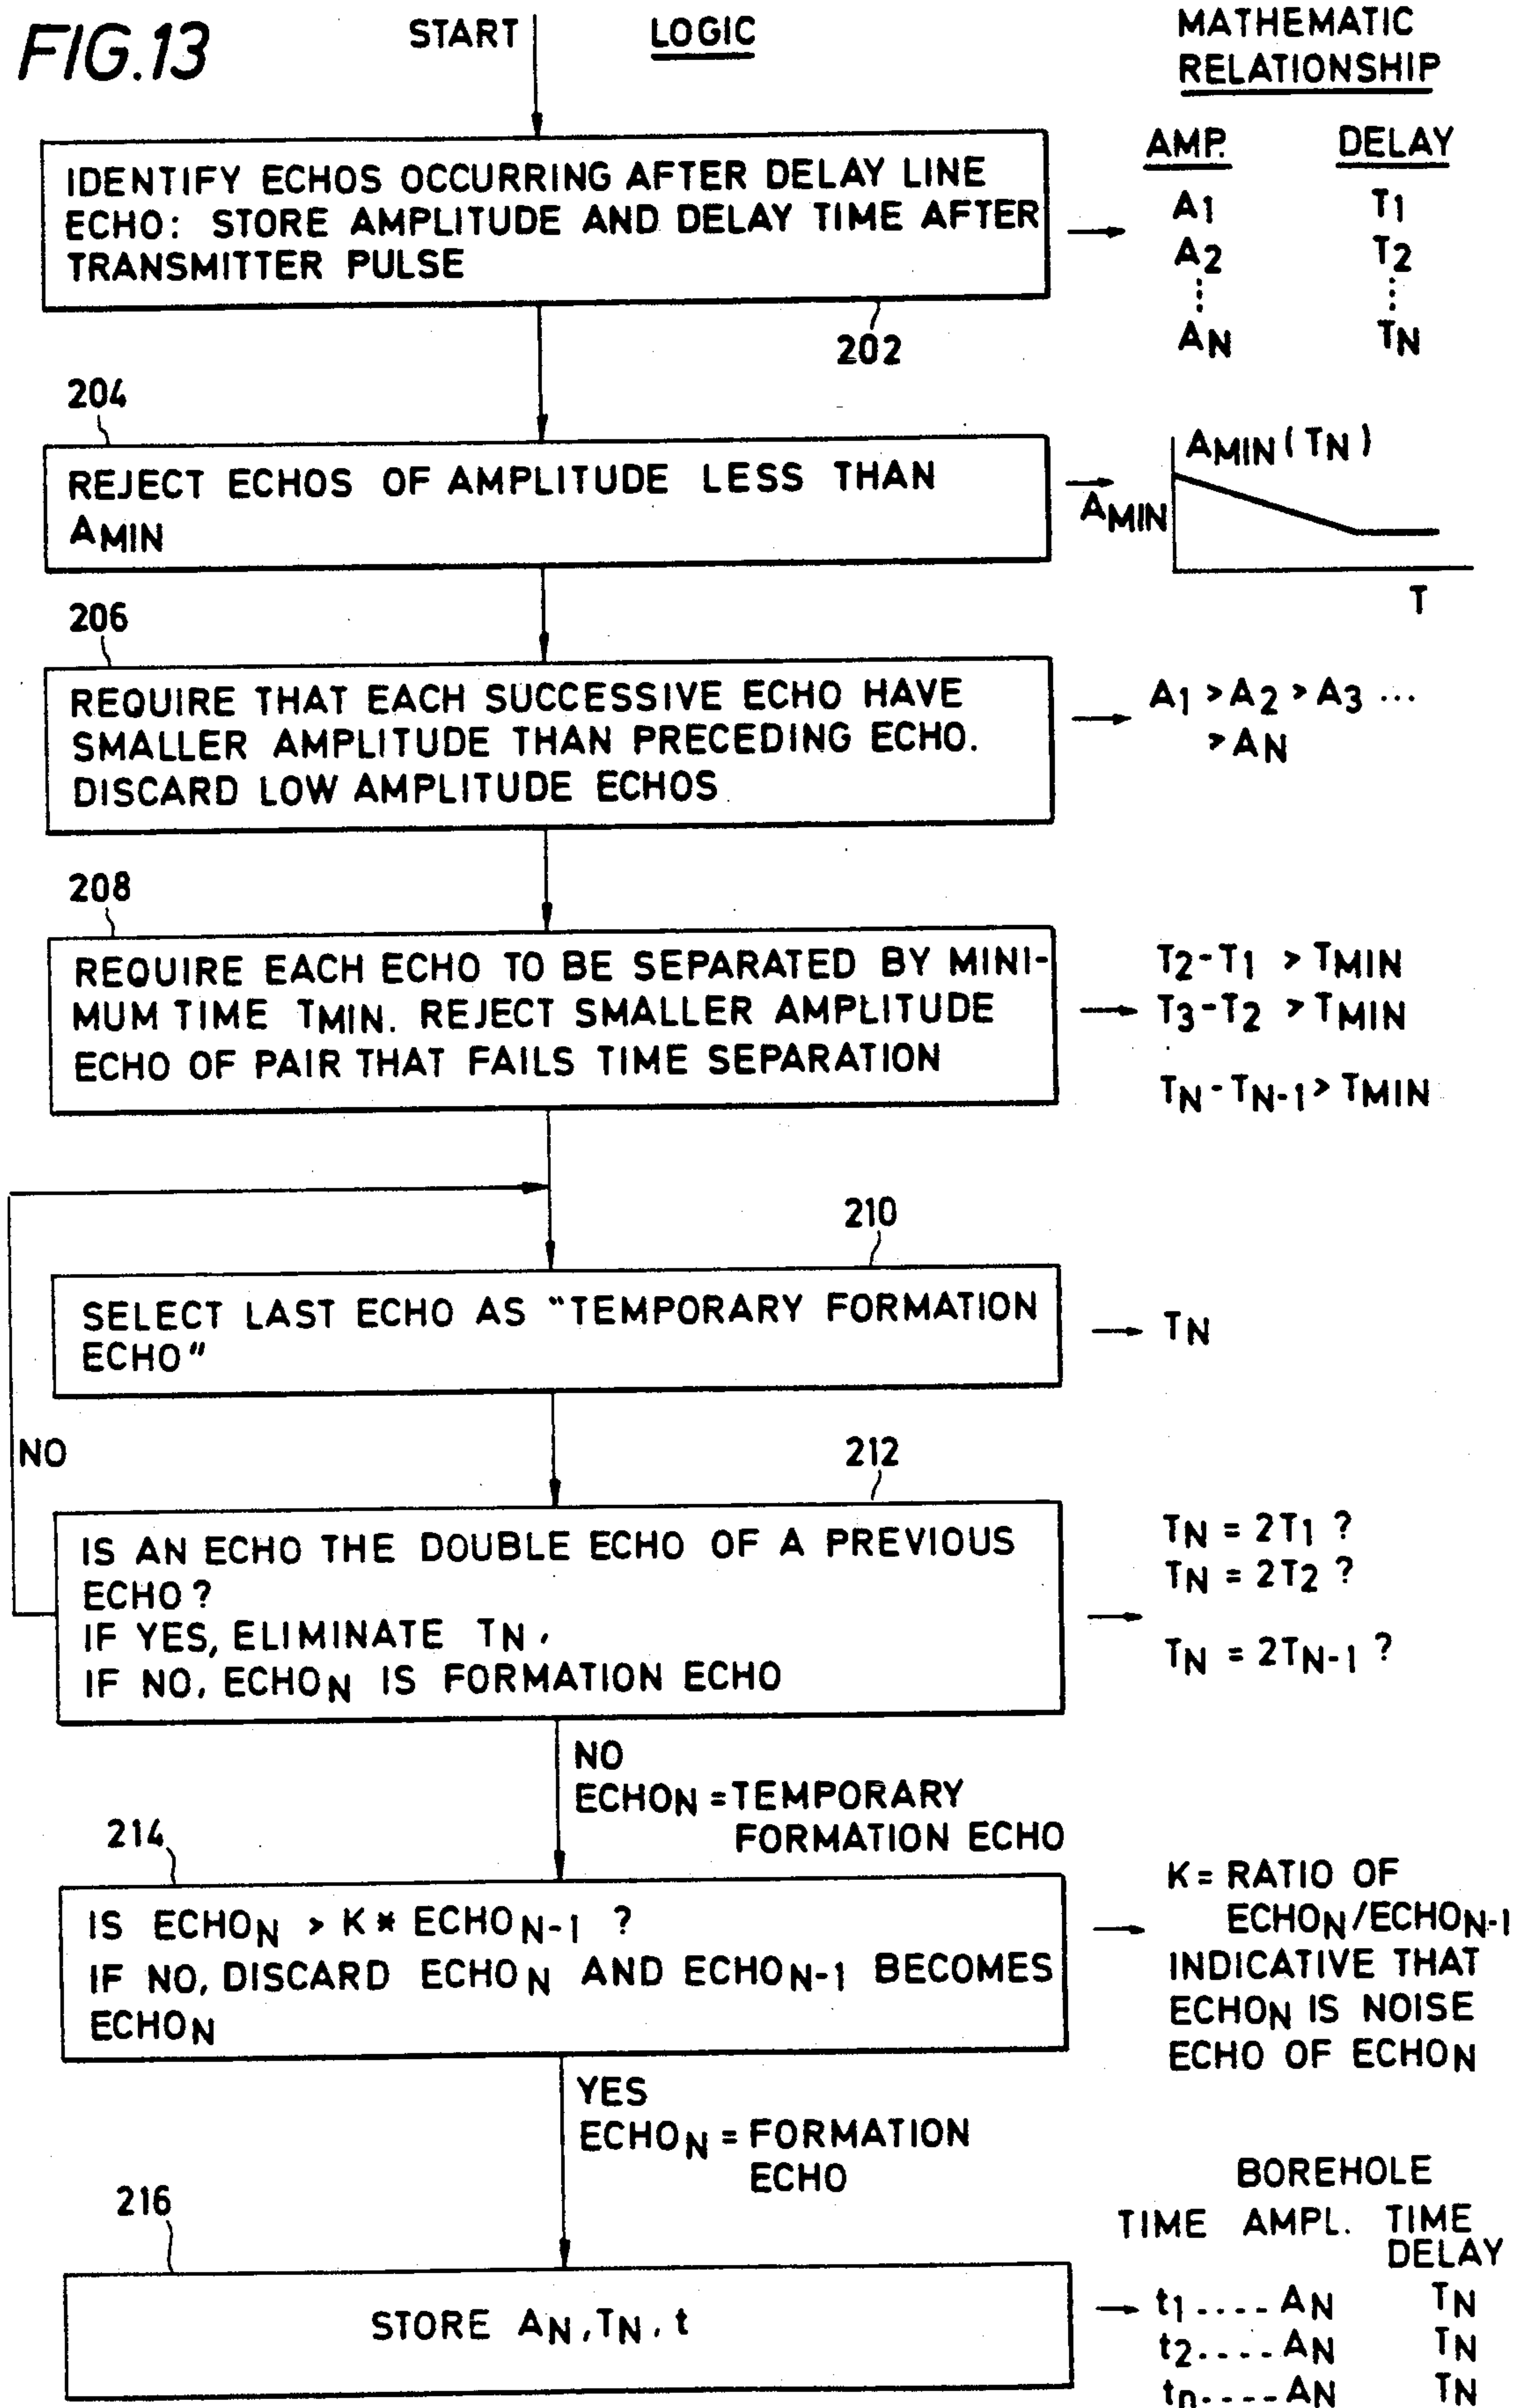 FIG.13
START
LOGIC
MATHEMATIC
RELATIONSHIP
IDENTIFY ECHOS OCCURRING AFTER DELAY LINE
ECHO: STORE AMPLITUDE AND DELAY TIME AFTER
TRANSMITTER PULSE
202
AMP. DELAY
A1 T1
A2 T2
AN TN
204
REJECT ECHOS OF AMPLITUDE LESS THAN
AMIN
AMIN (TN)
AMIN
T
206
REQUIRE THAT EACH SUCCESSIVE ECHO HAVE
SMALLER AMPLITUDE THAN PRECEDING ECHO.
DISCARD LOW AMPLITUDE ECHOS
A1 > A2 > A3 ...
> AN
208
REQUIRE EACH ECHO TO BE SEPARATED BY MINI-
MUM TIME TMIN. REJECT SMALLER AMPLITUDE
ECHO OF PAIR THAT FAILS TIME SEPARATION
T2-T1 > TMIN
T3-T2 > TMIN
TN-TN-1 > TMIN
210
SELECT LAST ECHO AS "TEMPORARY FORMATION
ECHO"
TN
NO
212
IS AN ECHO THE DOUBLE ECHO OF A PREVIOUS
ECHO?
IF YES, ELIMINATE TN,
IF NO, ECHON IS FORMATION ECHO
TN = 2T1 ?
TN = 2T2 ?
TN = 2TN-1 ?
NO
ECHON = TEMPORARY
FORMATION ECHO
214
IS ECHON > K * ECHON-1 ?
IF NO, DISCARD ECHON AND ECHON-1 BECOMES
ECHON
K = RATIO OF
ECHON/ECHON-1
INDICATIVE THAT
ECHON IS NOISE
ECHO OF ECHON
YES
ECHON = FORMATION
ECHO
216
STORE AN, TN, t
BOREHOLE
TIME AMPL. TIME
DELAY
t1 .... AN TN
t2 .... AN TN
tn .... AN TN